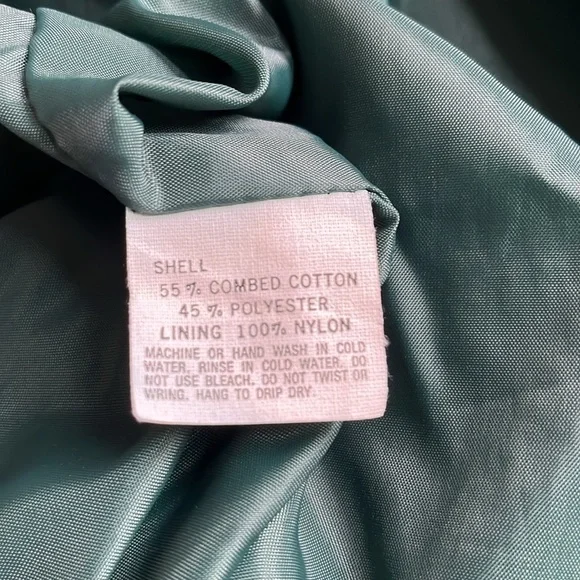 SHELL
55% COMBED COTTON
45% POLYESTER
LINING 100% NYLON
MACHINE OR HAND WASH IN COLD
WATER. RINSE IN COLD WATER. DO
NOT USE BLEACH. DO NOT TWIST OR
WRING. HANG TO DRIP DRY.